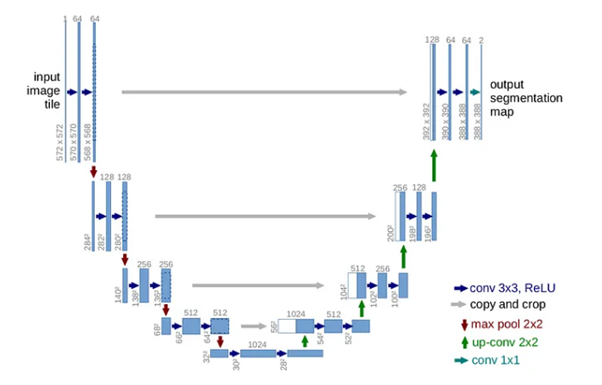 1 64 64
128 64 64 2
input
image
tile
output
segmentation
map
572 x 572
570 x 570
568 x 568
392 x 392
390 x 390
388 x 388
388 x 388
128 128
256 128
284²
282²
280²
200²
198²
196²
256 256
512 256
140²
138²
136²
104²
102²
100²
512 512
1024 512
68²
66²
64²
56²
54²
52²
1024
32²
30²
28²
conv 3x3, ReLU
copy and crop
max pool 2x2
up-conv 2x2
conv 1x1